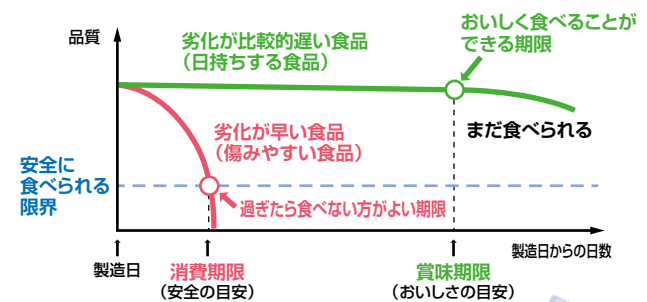 品質
劣化が比較的遅い食品
（日持ちする食品）
おいしく食べることが
できる期限
劣化が早い食品
（傷みやすい食品）
まだ食べられる
安全に
食べられる
限界
過ぎたら食べない方がよい期限
製造日からの日数
製造日
消費期限
（安全の目安）
賞味期限
（おいしさの目安）